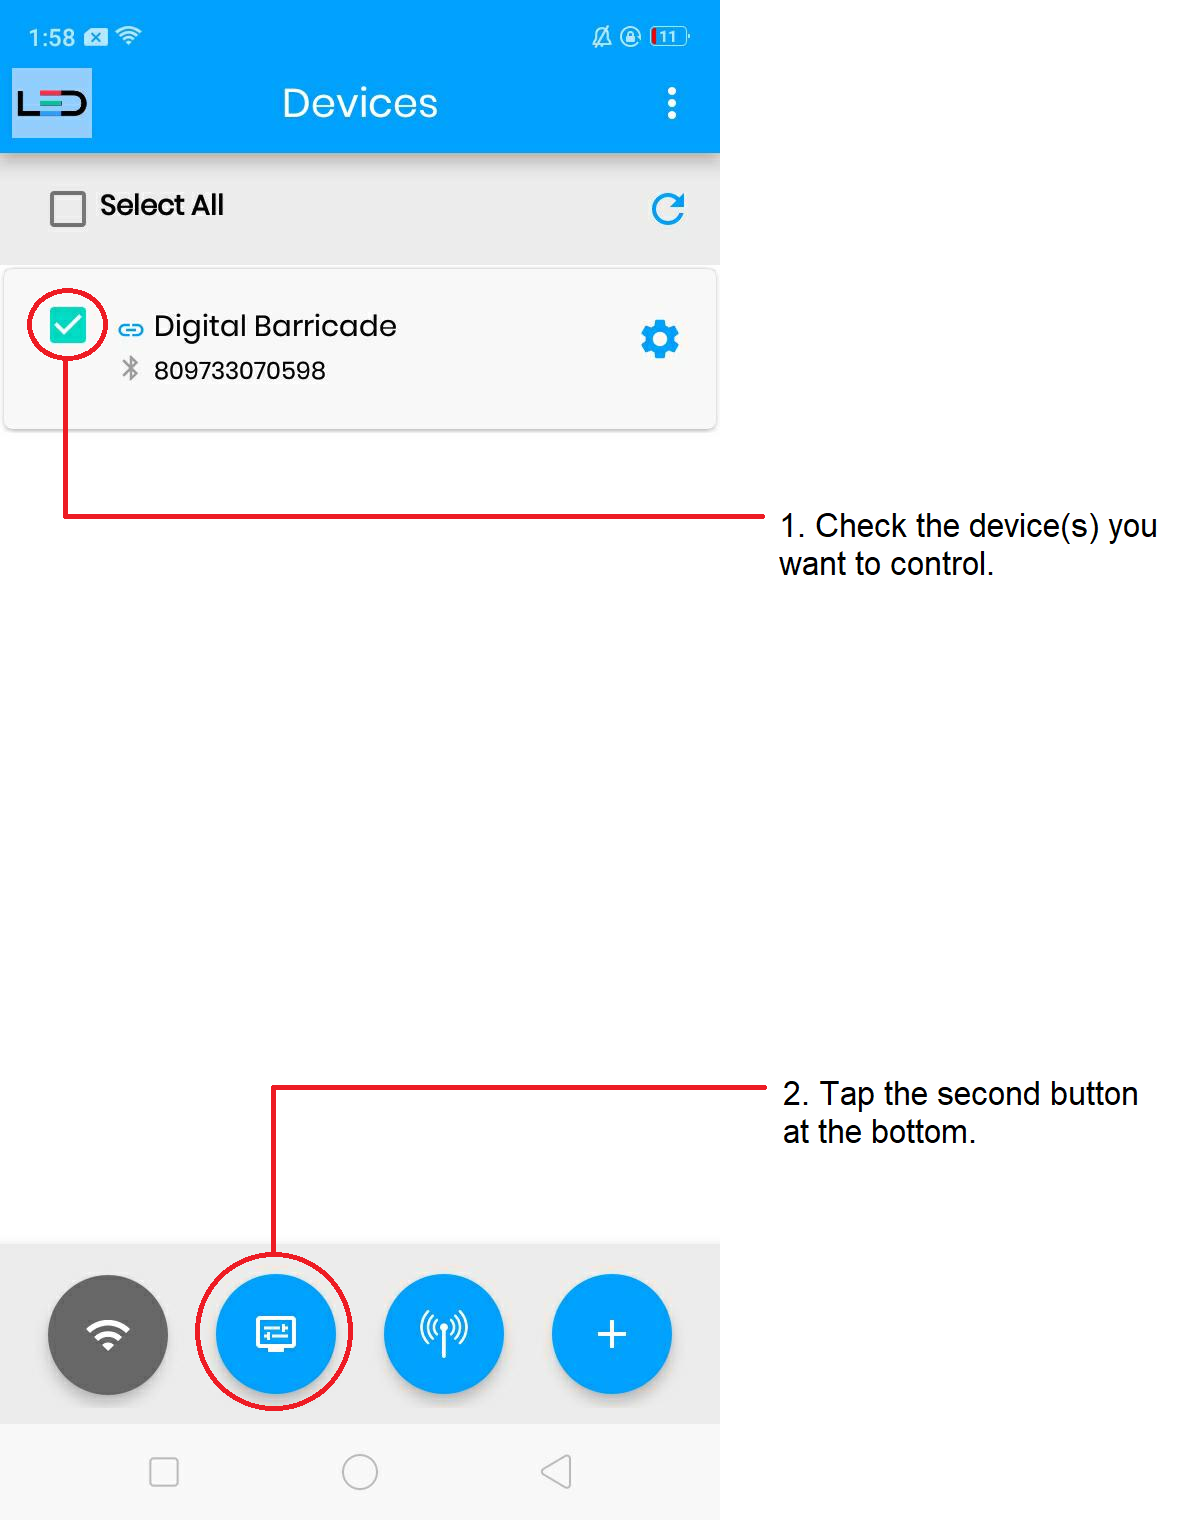 1:58
11
LED
Devices
Select All
Digital Barricade
809733070598
1. Check the device(s) you
want to control.
2. Tap the second button
at the bottom.